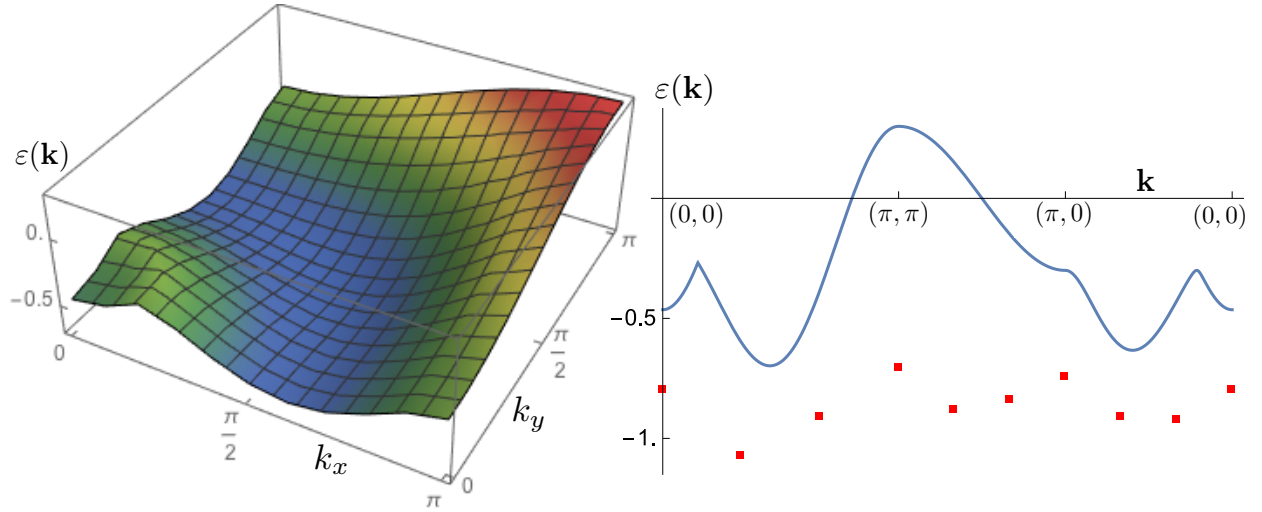 ε(k)
0.
−0.5
0
π
2
π
0
π
2
π
k_x
k_y
ε(k)
k
(0, 0)
(π, π)
(π, 0)
(0, 0)
-0.5
-1.